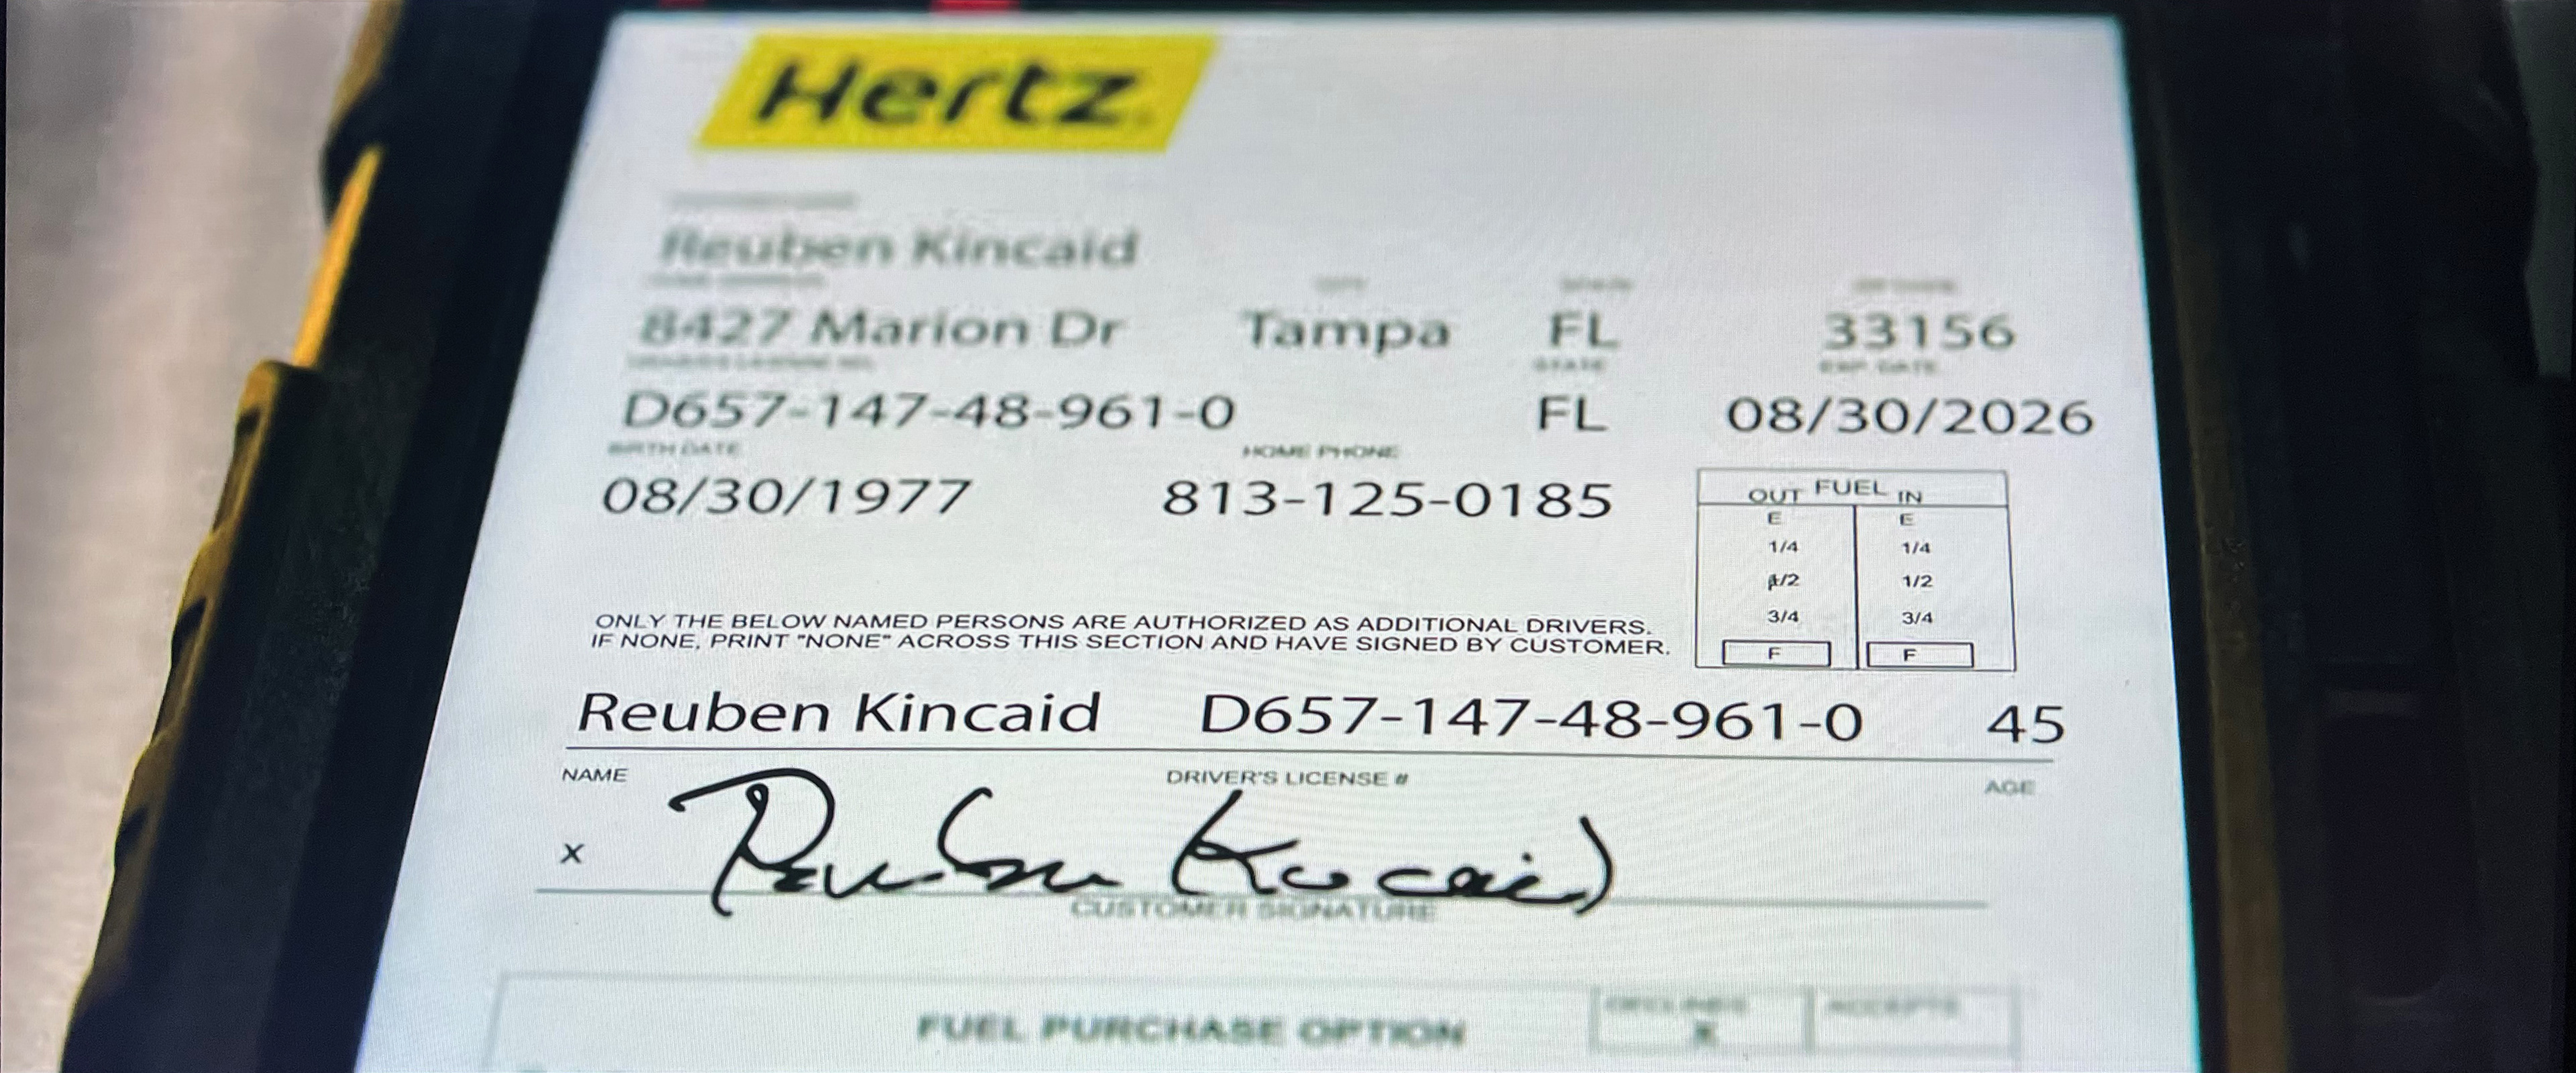 Hertz
Reuben Kincaid
8427 Marion Dr Tampa FL 33156
STATE EXP DATE
D657-147-48-961-0 FL 08/30/2026
BIRTH DATE HOME PHONE
08/30/1977 813-125-0185
OUT FUEL IN
E E
1/4 1/4
1/2 1/2
3/4 3/4
F F
ONLY THE BELOW NAMED PERSONS ARE AUTHORIZED AS ADDITIONAL DRIVERS.
IF NONE, PRINT "NONE" ACROSS THIS SECTION AND HAVE SIGNED BY CUSTOMER.
Reuben Kincaid D657-147-48-961-0 45
NAME DRIVER'S LICENSE # AGE
X Reuben Kincaid
CUSTOMER SIGNATURE
FUEL PURCHASE OPTION
DECLINES ACCEPTS
X